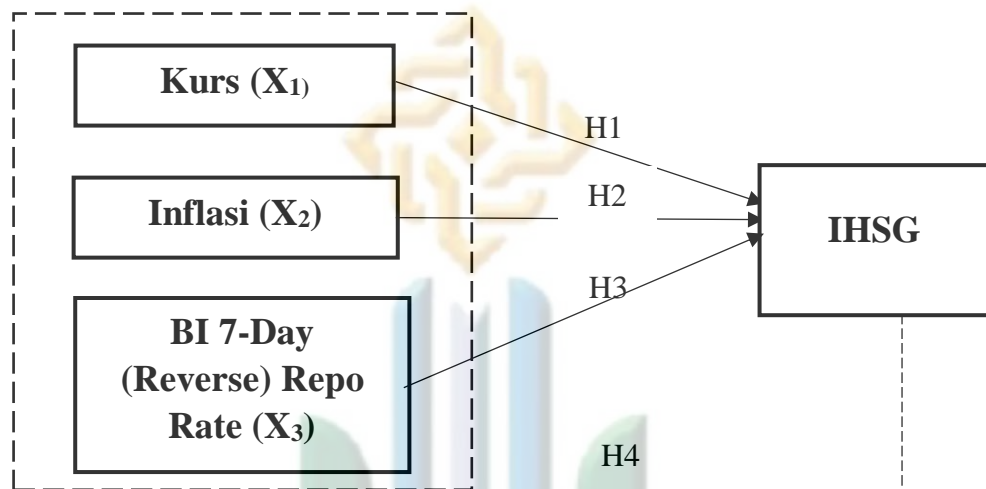 Kurs (X1)
H1
Inflasi (X2)
H2
IHSG
H3
BI 7-Day
(Reverse) Repo
Rate (X3)
H4